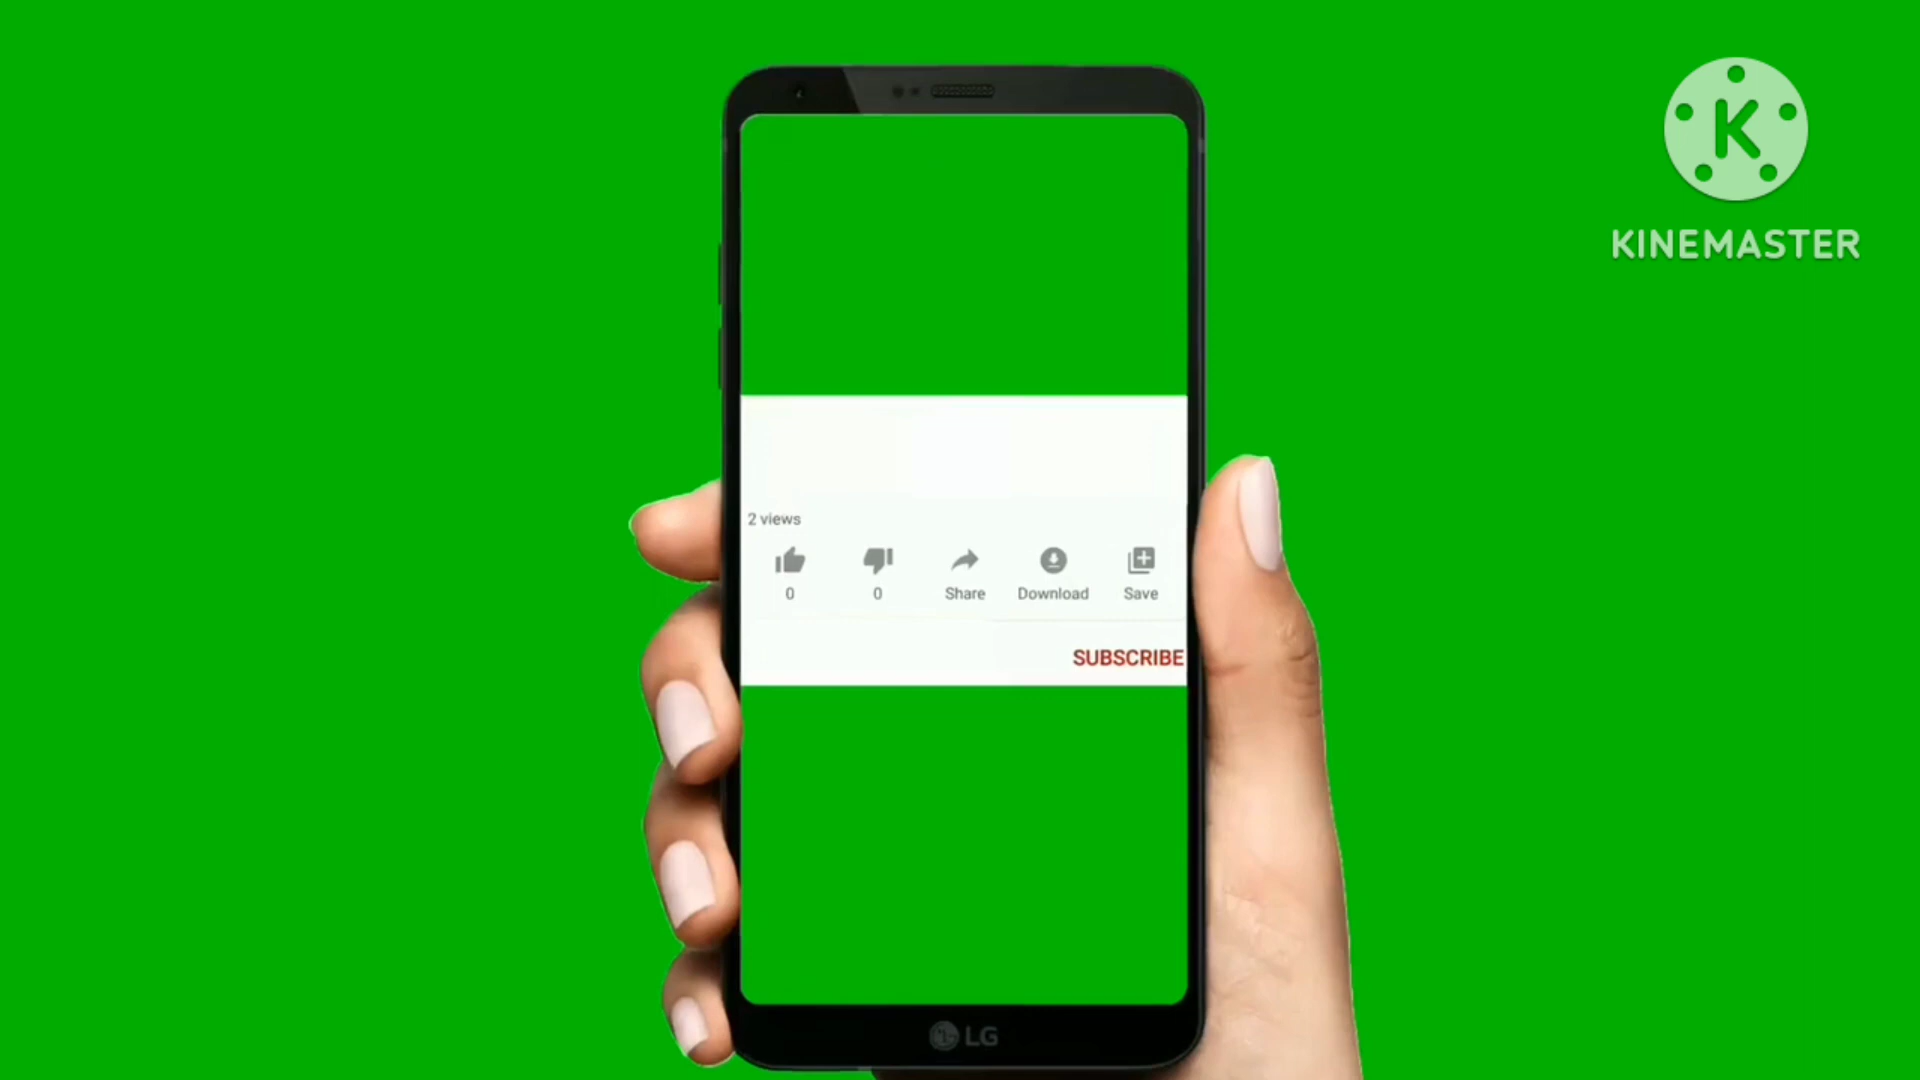 K
KINEMASTER
2 views
0 0 Share Download Save
SUBSCRIBE
LG